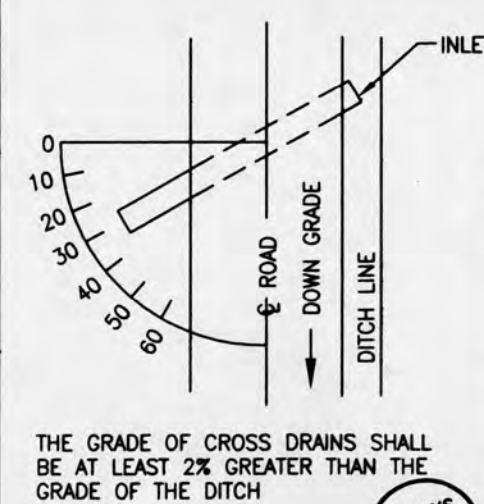 INLE
0
10
20
30
40
50
60
℄ ROAD
DOWN GRADE
DITCH LINE
THE GRADE OF CROSS DRAINS SHALL
BE AT LEAST 2% GREATER THAN THE
GRADE OF THE DITCH